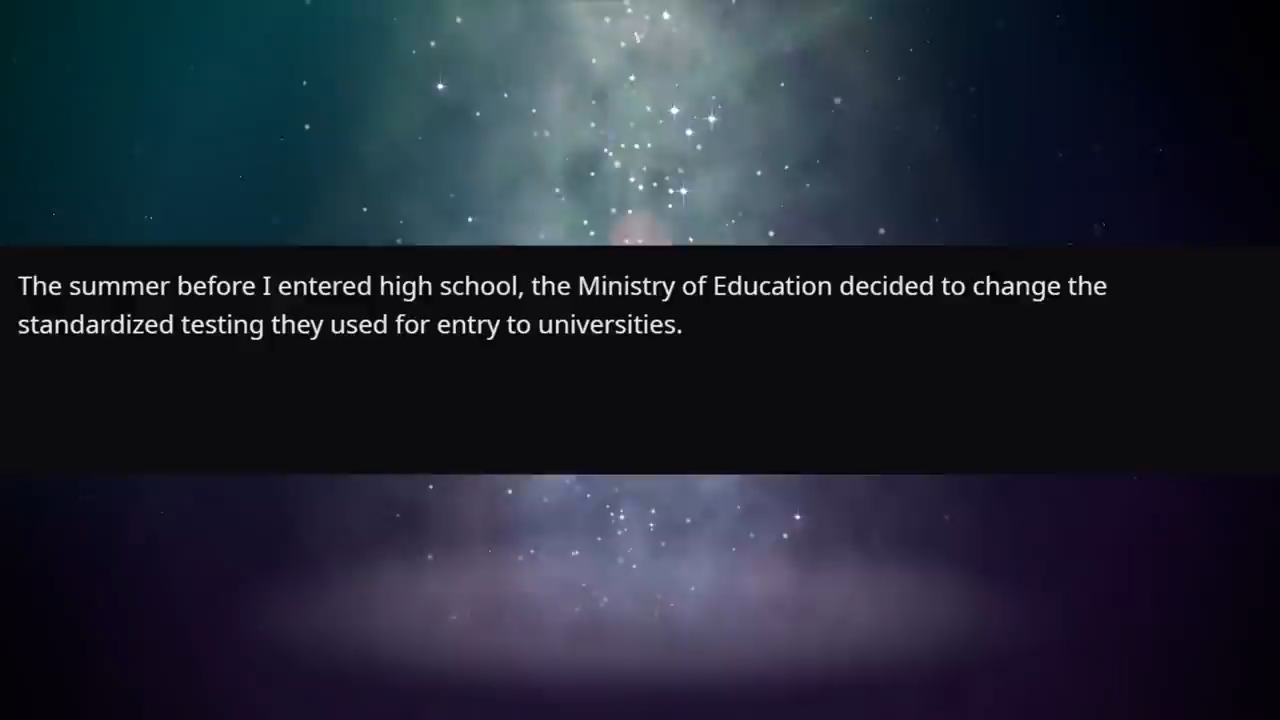 The summer before I entered high school, the Ministry of Education decided to change the
standardized testing they used for entry to universities.